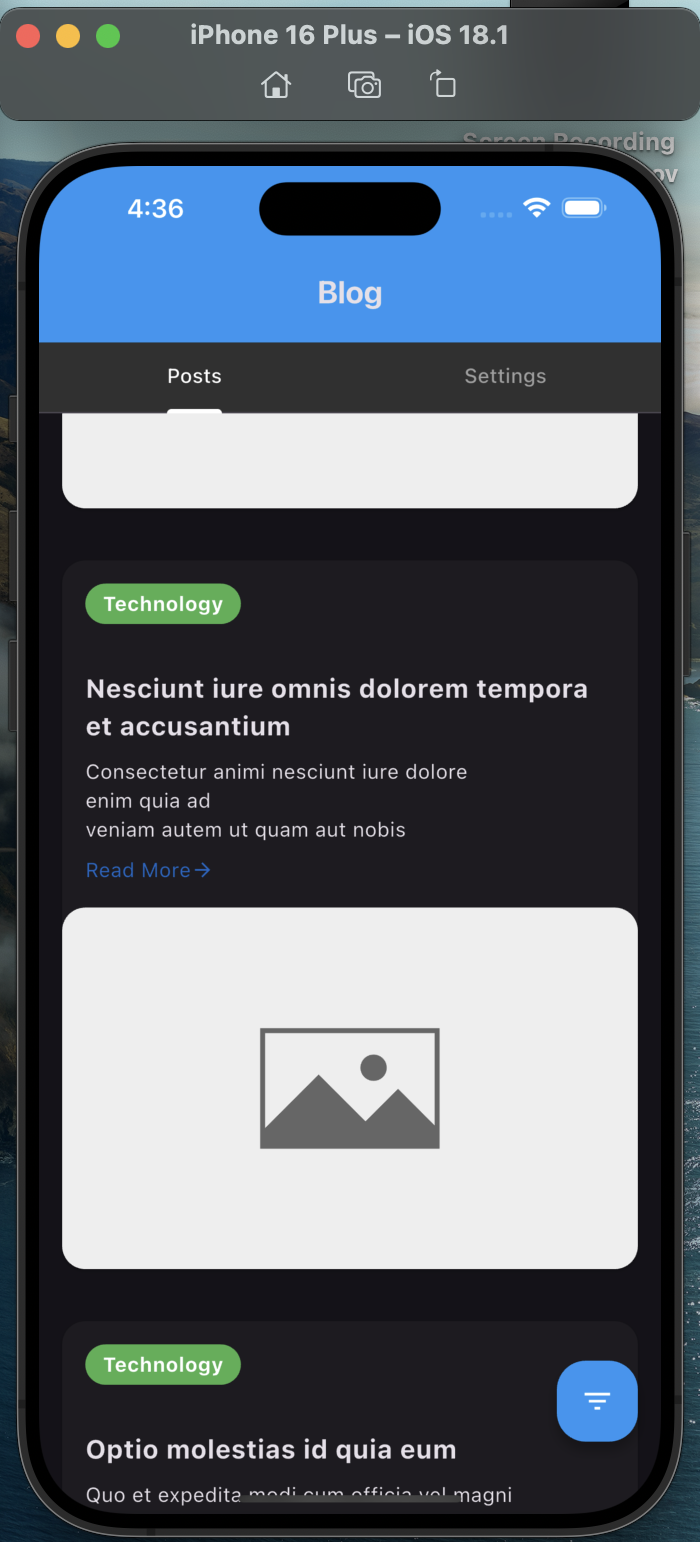 iPhone 16 Plus – iOS 18.1
Screen Recording
ov
4:36
Blog
Posts
Settings
Technology
Nesciunt iure omnis dolorem tempora
et accusantium
Consectetur animi nesciunt iure dolore
enim quia ad
veniam autem ut quam aut nobis
Read More→
Technology
Optio molestias id quia eum
Quo et expedita modi cum officia vel magni